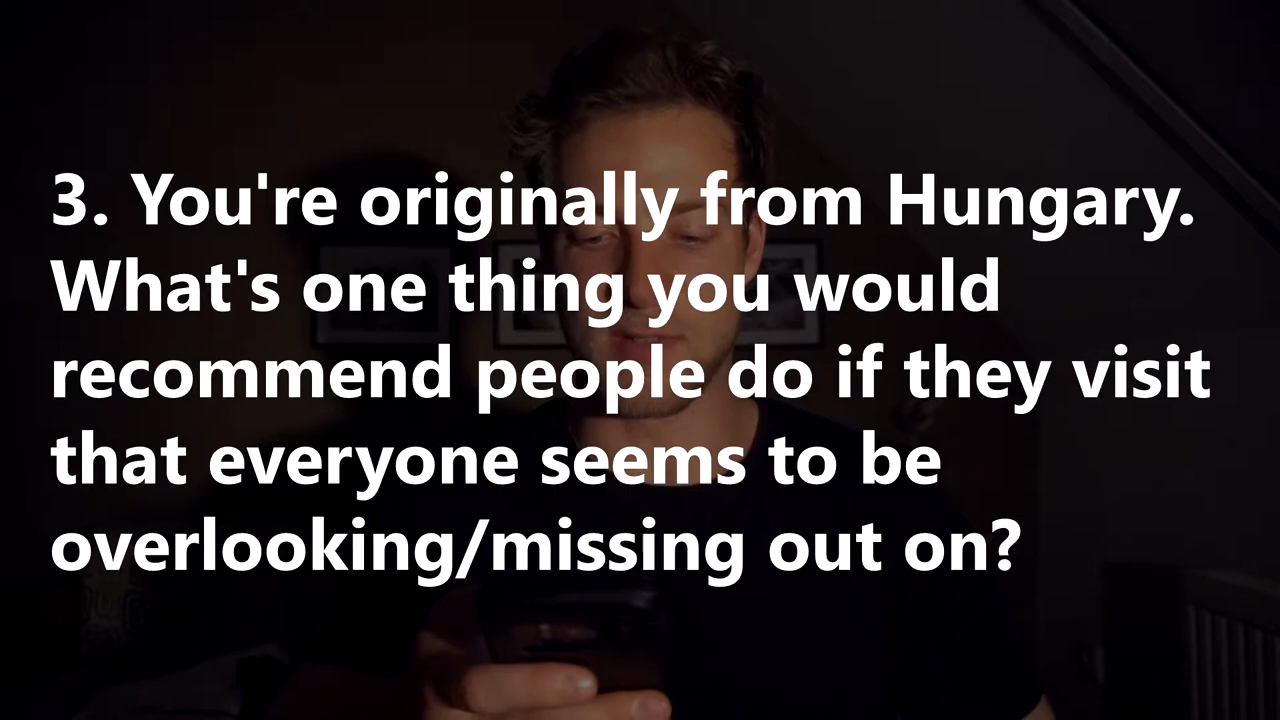 3. You're originally from Hungary.
What's one thing you would
recommend people do if they visit
that everyone seems to be
overlooking/missing out on?